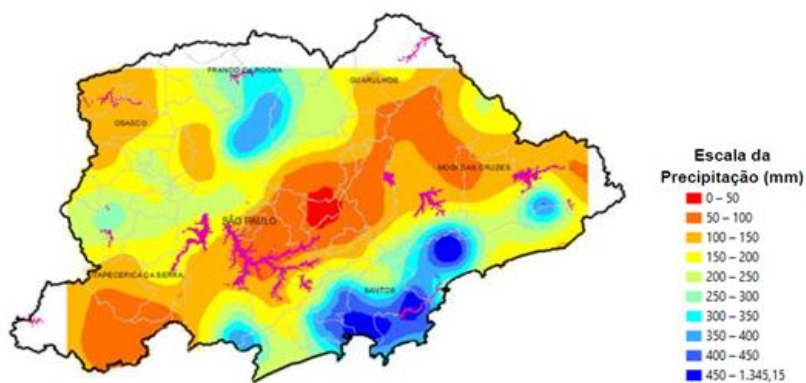 FRANCO DA ROCHA
GUARULHOS
OSASCO
MOGI DAS CRUZES
SÃO PAULO
ITAPECERICA DA SERRA
SANTOS
Escala da
Precipitação (mm)
0 – 50
50 – 100
100 – 150
150 – 200
200 – 250
250 – 300
300 – 350
350 – 400
400 – 450
450 – 1.345,15